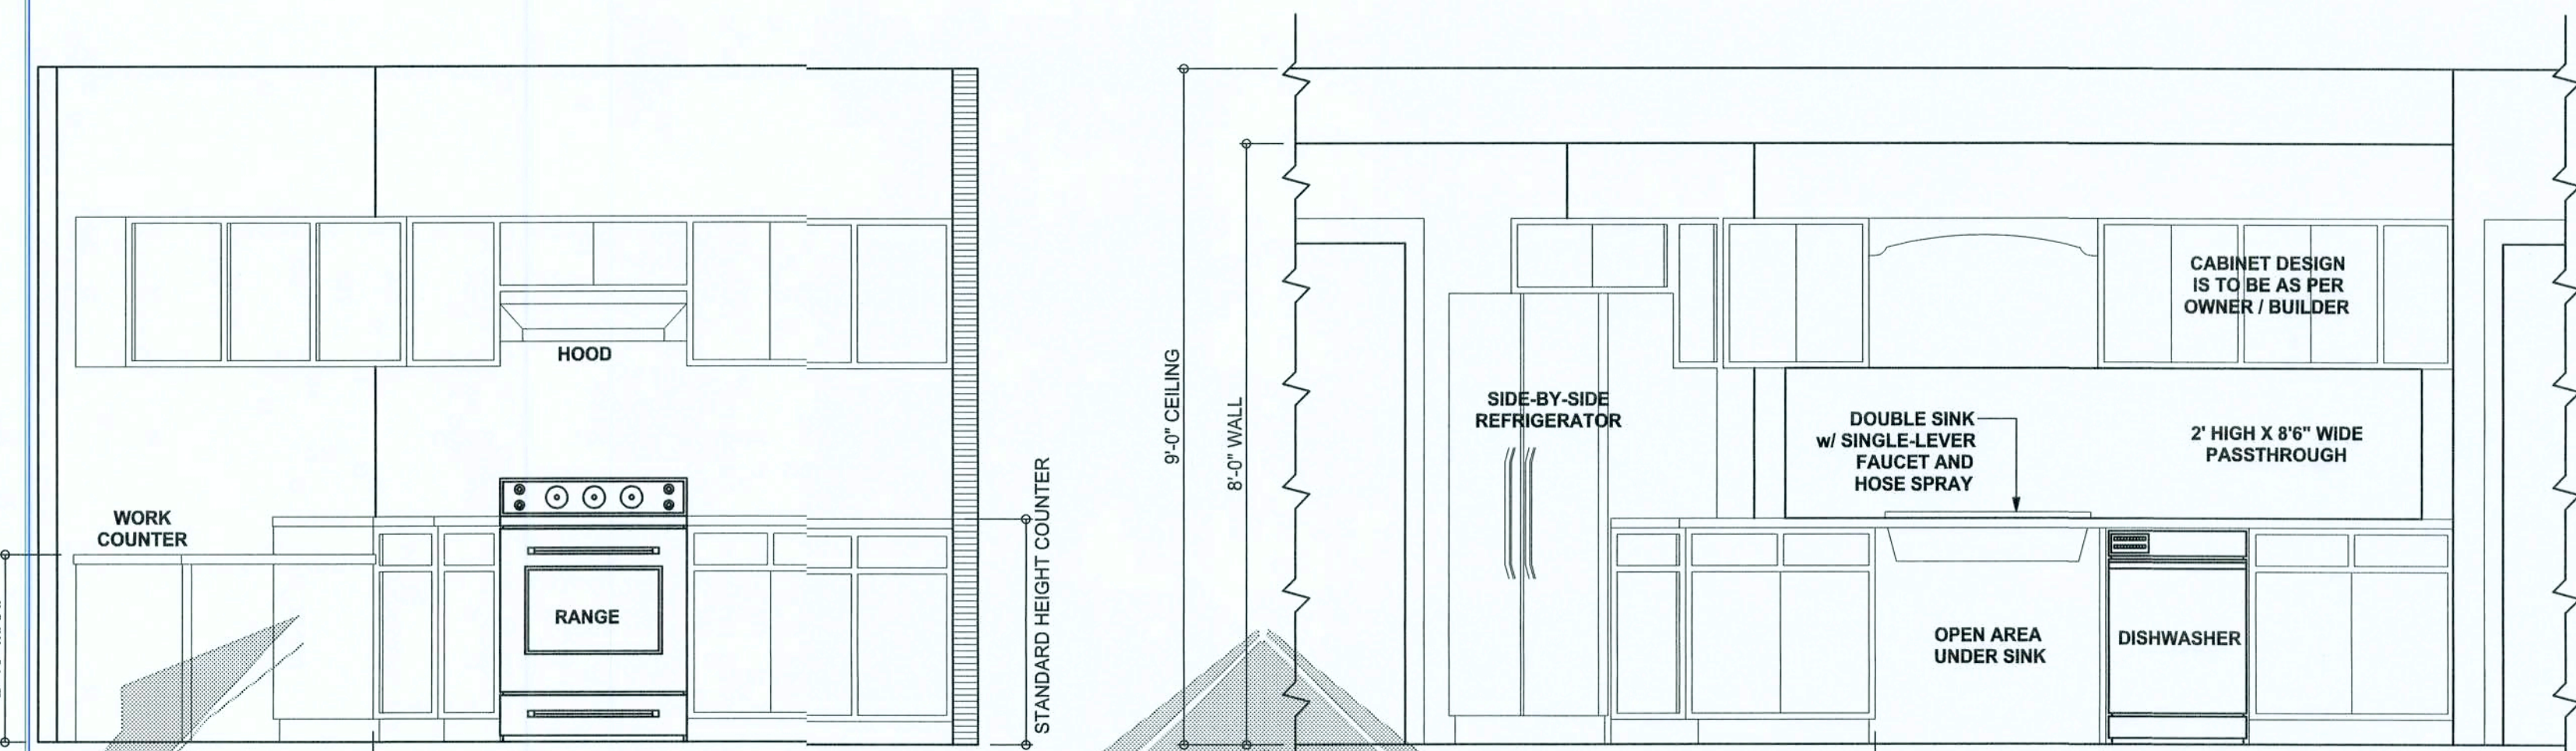 HOOD
WORK
COUNTER
RANGE
STANDARD HEIGHT COUNTER
9'-0" CEILING
8'-0" WALL
SIDE-BY-SIDE
REFRIGERATOR
CABINET DESIGN
IS TO BE AS PER
OWNER / BUILDER
DOUBLE SINK
w/ SINGLE-LEVER
FAUCET AND
HOSE SPRAY
2' HIGH X 8'6" WIDE
PASSTHROUGH
OPEN AREA
UNDER SINK
DISHWASHER